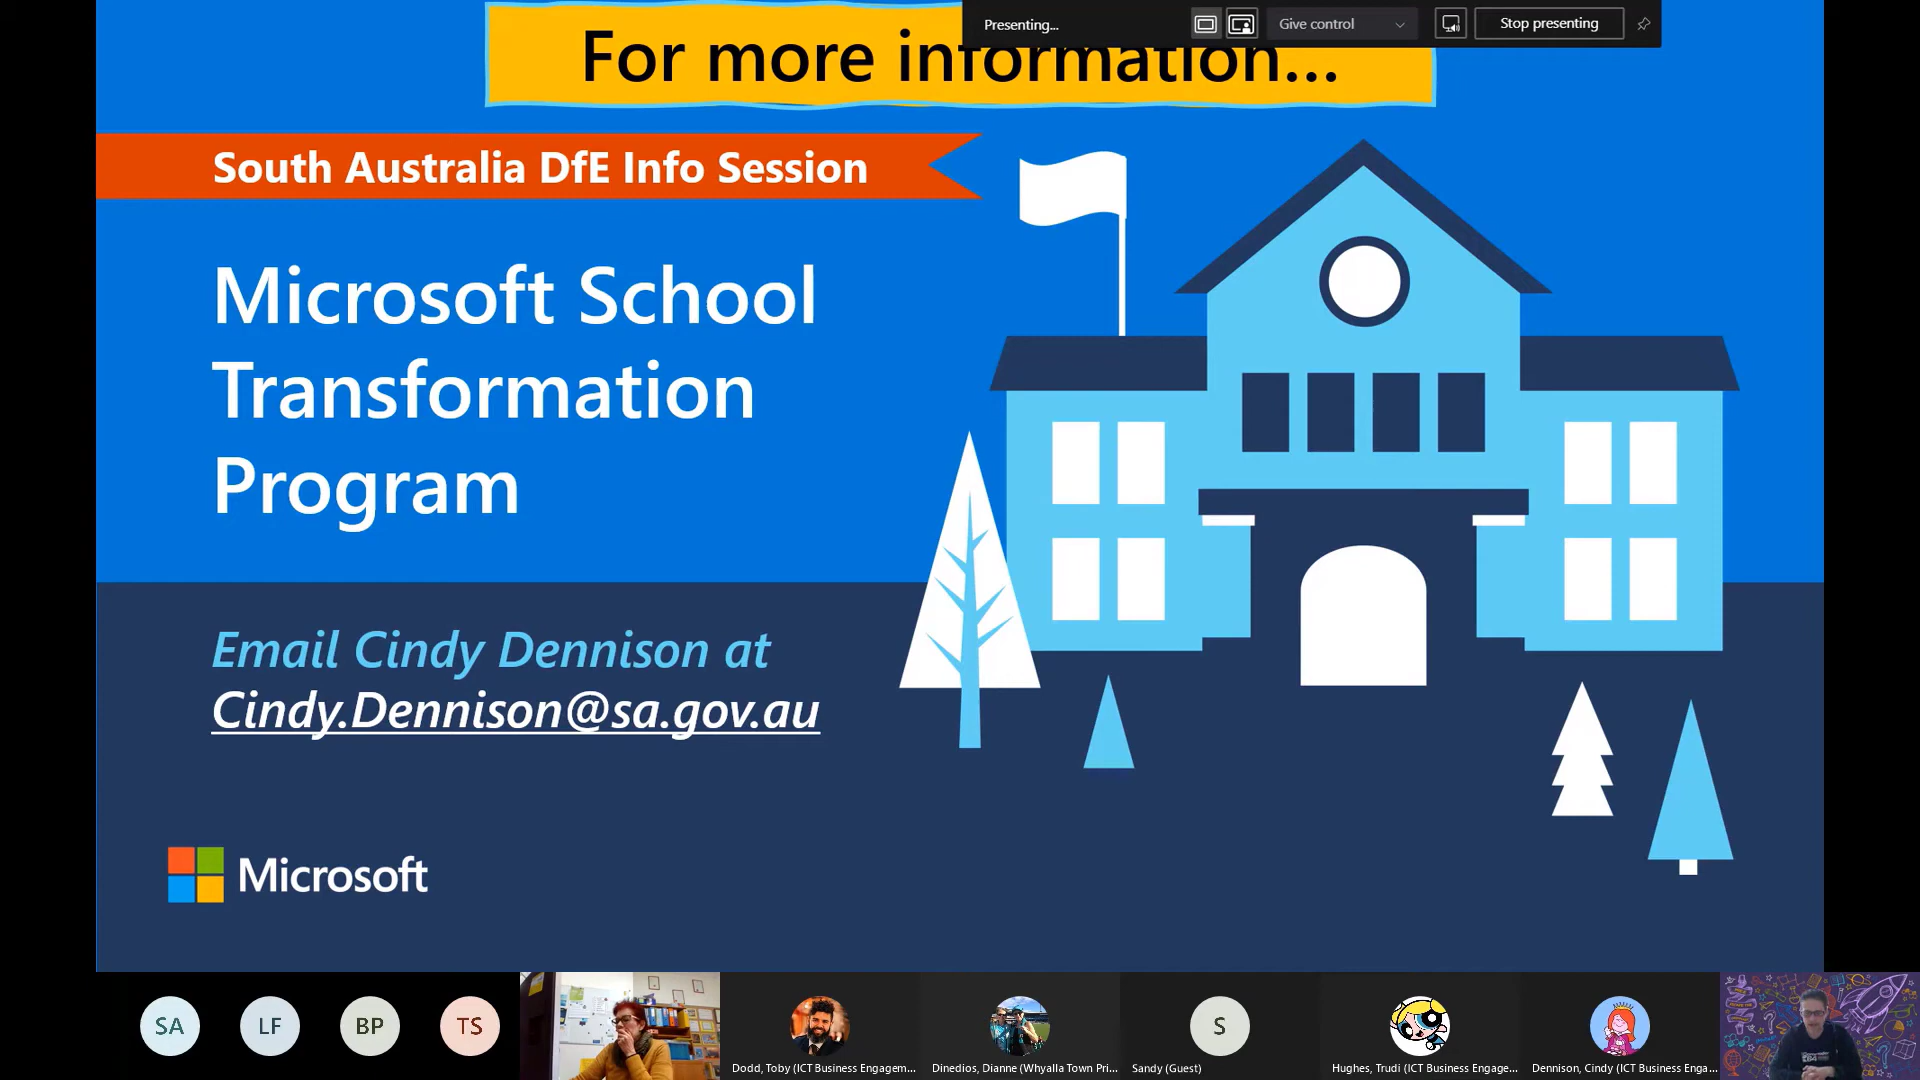 For more information...
Presenting...
Give control
Stop presenting
South Australia DfE Info Session
Microsoft School
Transformation
Program
Email Cindy Dennison at
Cindy.Dennison@sa.gov.au
Microsoft
SA
LF
BP
TS
S
Dodd, Toby (ICT Business Engagem...
Dinedios, Dianne (Whyalla Town Pri...
Sandy (Guest)
Hughes, Trudi (ICT Business Engage...
Dennison, Cindy (ICT Business Enga...